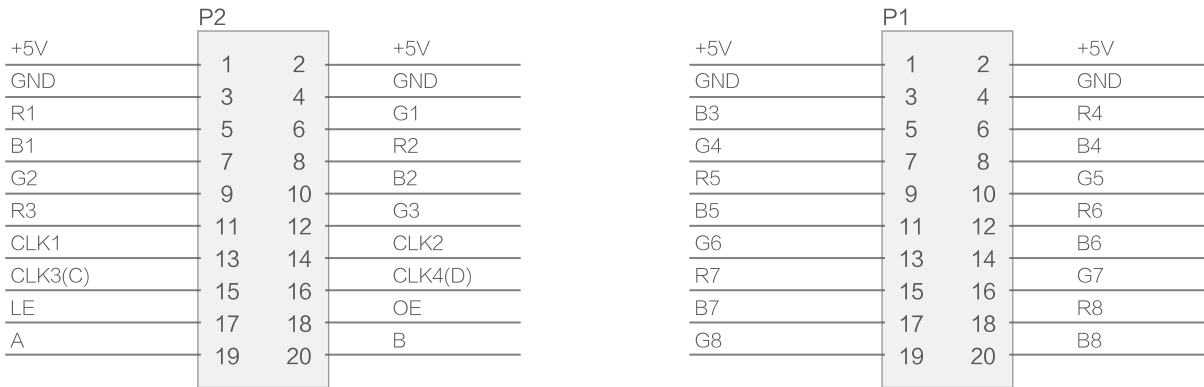 P2 P1
+5V +5V +5V +5V
1 2 1 2
GND GND GND GND
3 4 3 4
R1 G1 B3 R4
5 6 5 6
B1 R2 G4 B4
7 8 7 8
G2 B2 R5 G5
9 10 9 10
R3 G3 B5 R6
11 12 11 12
CLK1 CLK2 G6 B6
13 14 13 14
CLK3(C) CLK4(D) R7 G7
15 16 15 16
LE OE B7 R8
17 18 17 18
A B G8 B8
19 20 19 20